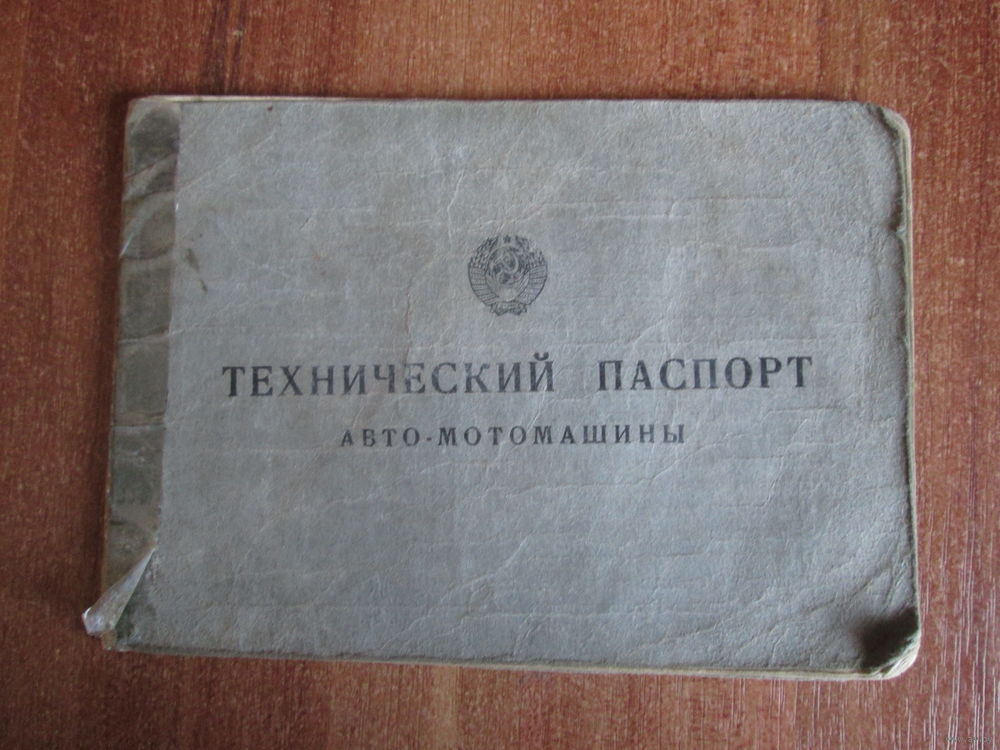 ТЕХНИЧЕСКИЙ ПАСПОРТ
АВТО-МОТОМАШИНЫ